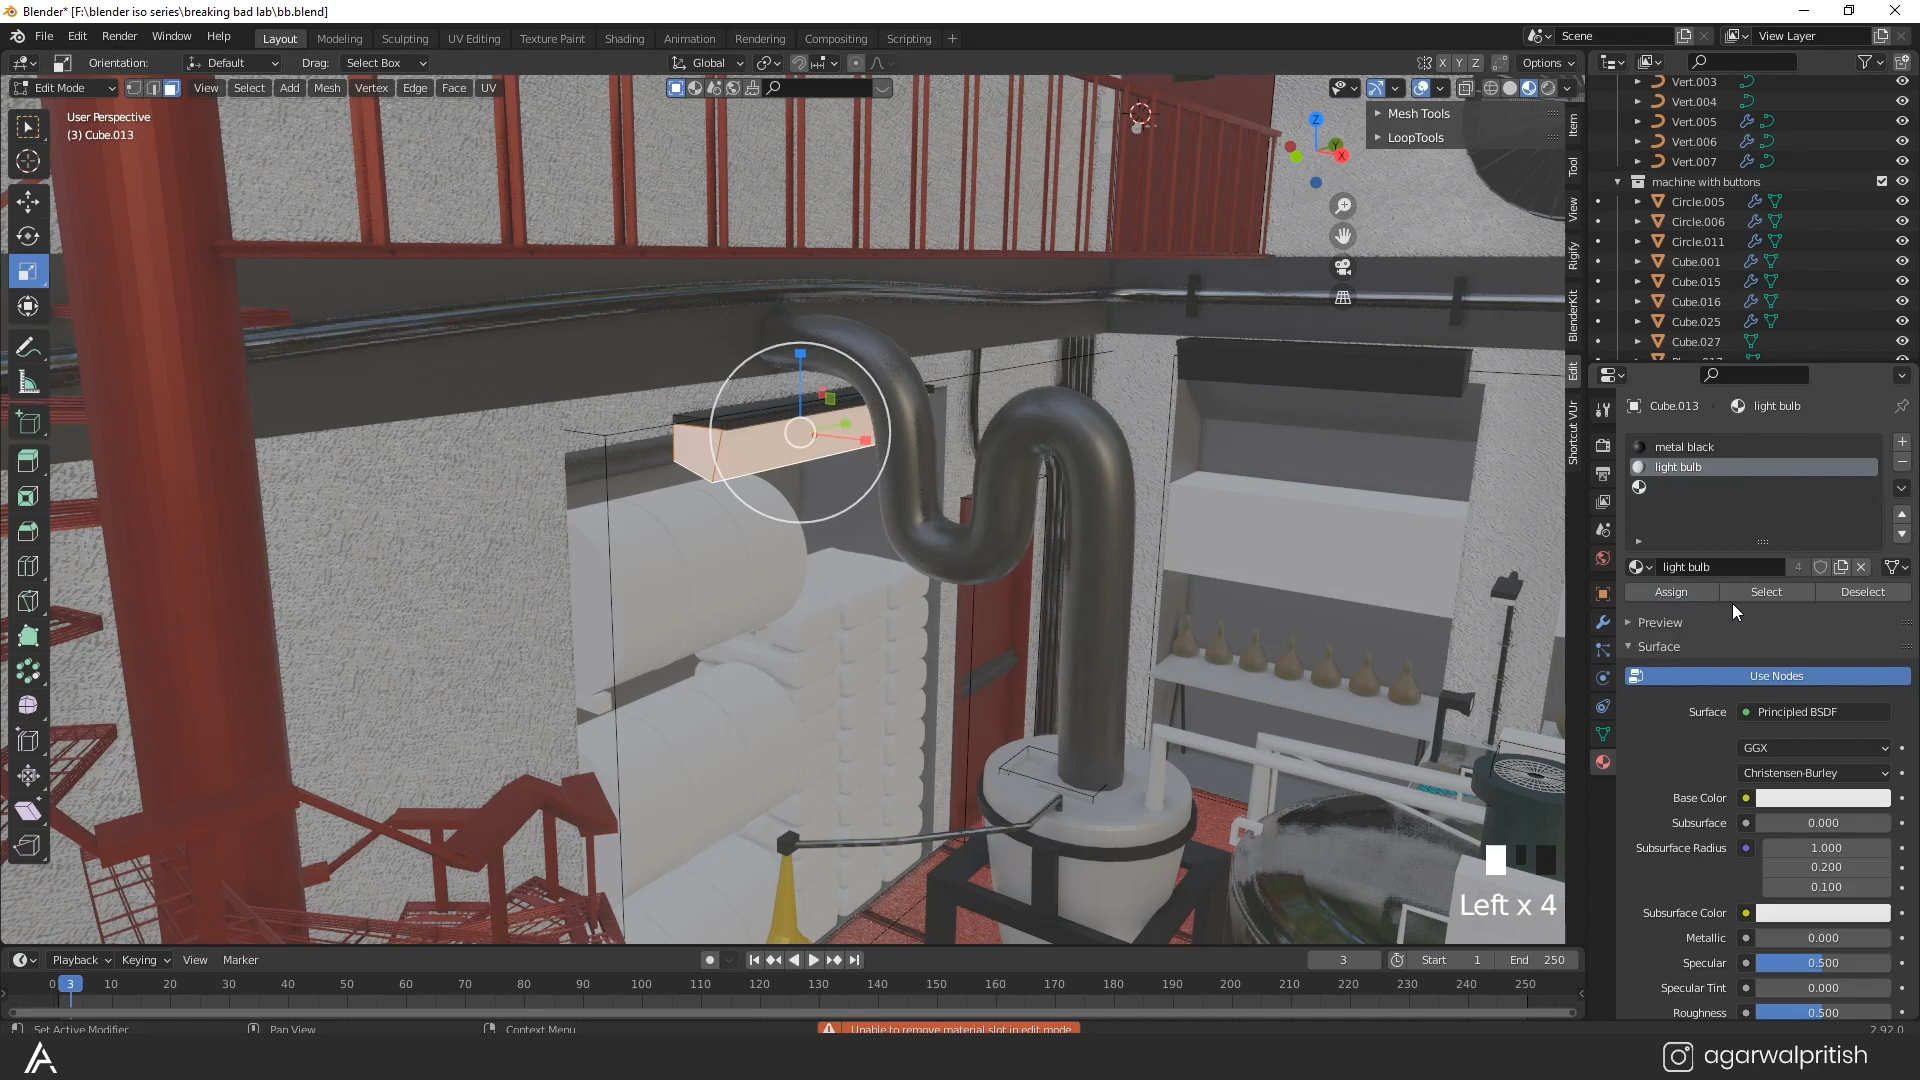 Blender* [F:\blender iso series\breaking bad lab\bb.blend]
File Edit Render Window Help
Layout Modeling Sculpting UV Editing Texture Paint Shading Animation Rendering Compositing Scripting +
Scene
View Layer
Orientation: Default Drag: Select Box
Global
X Y Z
Options
Edit Mode
View Select Add Mesh Vertex Edge Face UV
User Perspective
(3) Cube.013
Mesh Tools
LoopTools
Z
Y
X
Item
Tool
View
Rigify
BlenderKit
Edit
Shortcut VUr
Vert.003
Vert.004
Vert.005
Vert.006
Vert.007
machine with buttons
Circle.005
Circle.006
Circle.011
Cube.001
Cube.015
Cube.016
Cube.025
Cube.027
Cube.013 light bulb
metal black
light bulb
light bulb 4
Assign Select Deselect
Preview
Surface
Use Nodes
Surface Principled BSDF
GGX
Christensen-Burley
Base Color
Subsurface 0.000
Subsurface Radius 1.000
0.200
0.100
Subsurface Color
Metallic 0.000
Specular 0.500
Specular Tint 0.000
Roughness 0.500
Left x 4
Playback Keying View Marker
3 Start 1 End 250
0 3 10 20 30 40 50 60 70 80 90 100 110 120 130 140 150 160 170 180 190 200 210 220 230 240 250
Set Active Modifier Pan View Context Menu Unable to remove material slot in edit mode 2.92.0
agarwalpritish